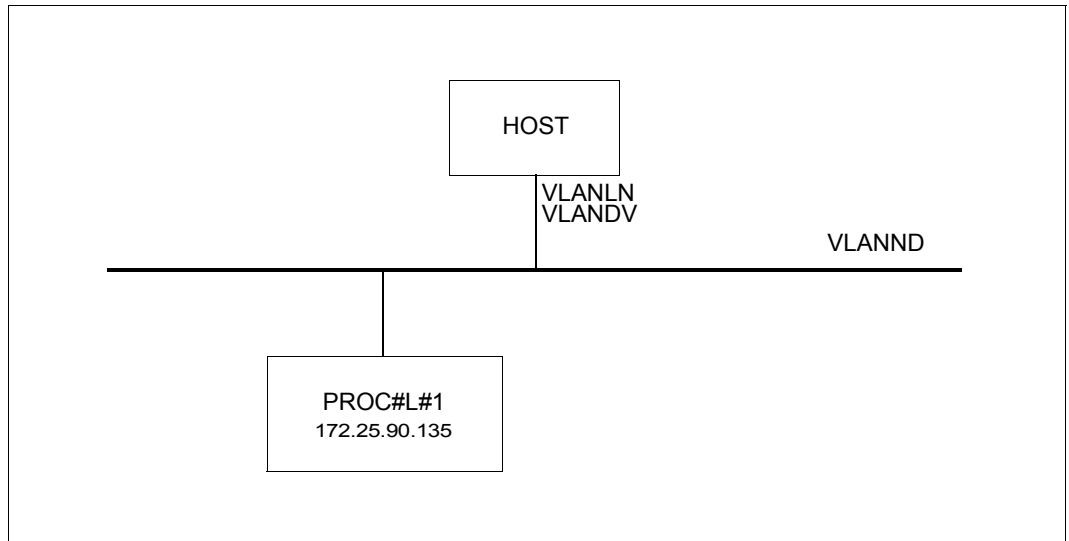 HOST
VLANLN
VLANDV
VLANND
PROC#L#1
172.25.90.135